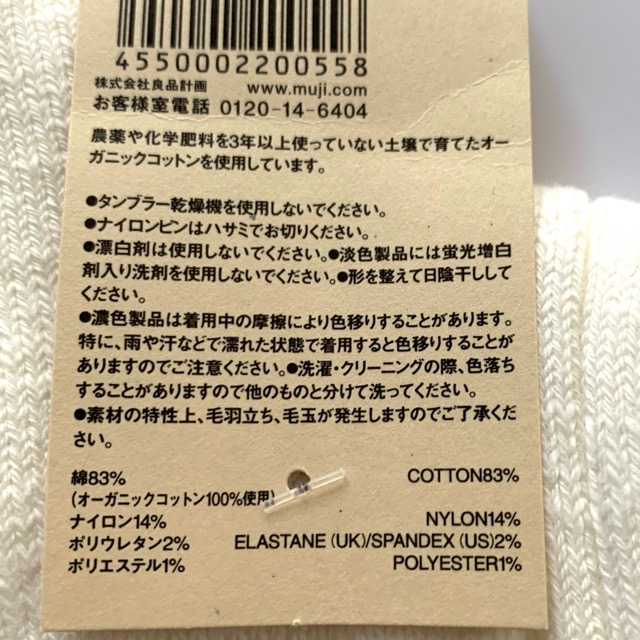 4550002200558
株式会社良品計画 www.muji.com
お客様室電話 0120-14-6404
農薬や化学肥料を3年以上使っていない土壌で育てたオー
ガニックコットンを使用しています。
●タンブラー乾燥機を使用しないでください。
●ナイロンピンはハサミでお切りください。
●漂白剤は使用しないでください。●淡色製品には蛍光増白
剤入り洗剤を使用しないでください。●形を整えて日陰干しして
ください。
●濃色製品は着用中の摩擦により色移りすることがあります。
特に、雨や汗などで濡れた状態で着用すると色移りすることが
ありますのでご注意ください。●洗濯・クリーニングの際、色落ち
することがありますので他のものと分けて洗ってください。
●素材の特性上、毛羽立ち、毛玉が発生しますのでご了承くだ
さい。
綿83% COTTON83%
(オーガニックコットン100%使用)
ナイロン14% NYLON14%
ポリウレタン2% ELASTANE(UK)/SPANDEX(US)2%
ポリエステル1% POLYESTER1%